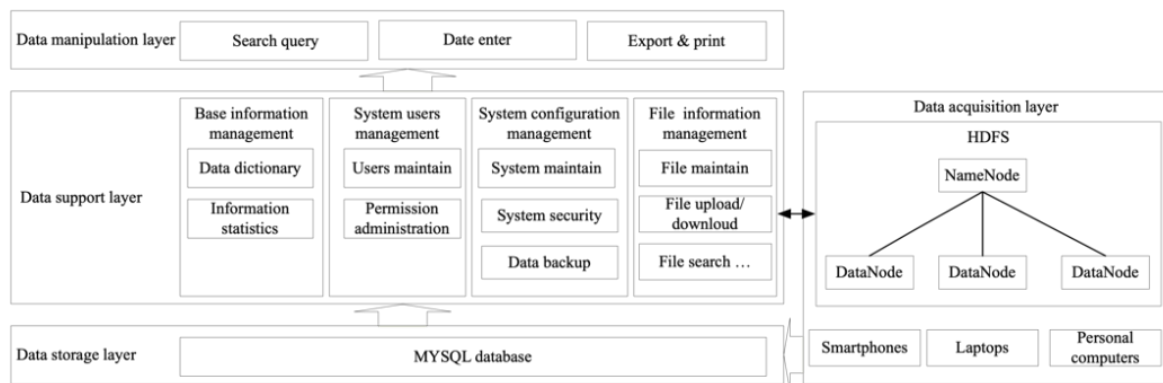 Data manipulation layer
Search query
Date enter
Export & print
Data support layer
Base information
management
Data dictionary
Information
statistics
System users
management
Users maintain
Permission
administration
System configuration
management
System maintain
System security
Data backup
File information
management
File maintain
File upload/
downloud
File search ...
Data storage layer
MYSQL database
Data acquisition layer
HDFS
NameNode
DataNode
DataNode
DataNode
Smartphones
Laptops
Personal
computers